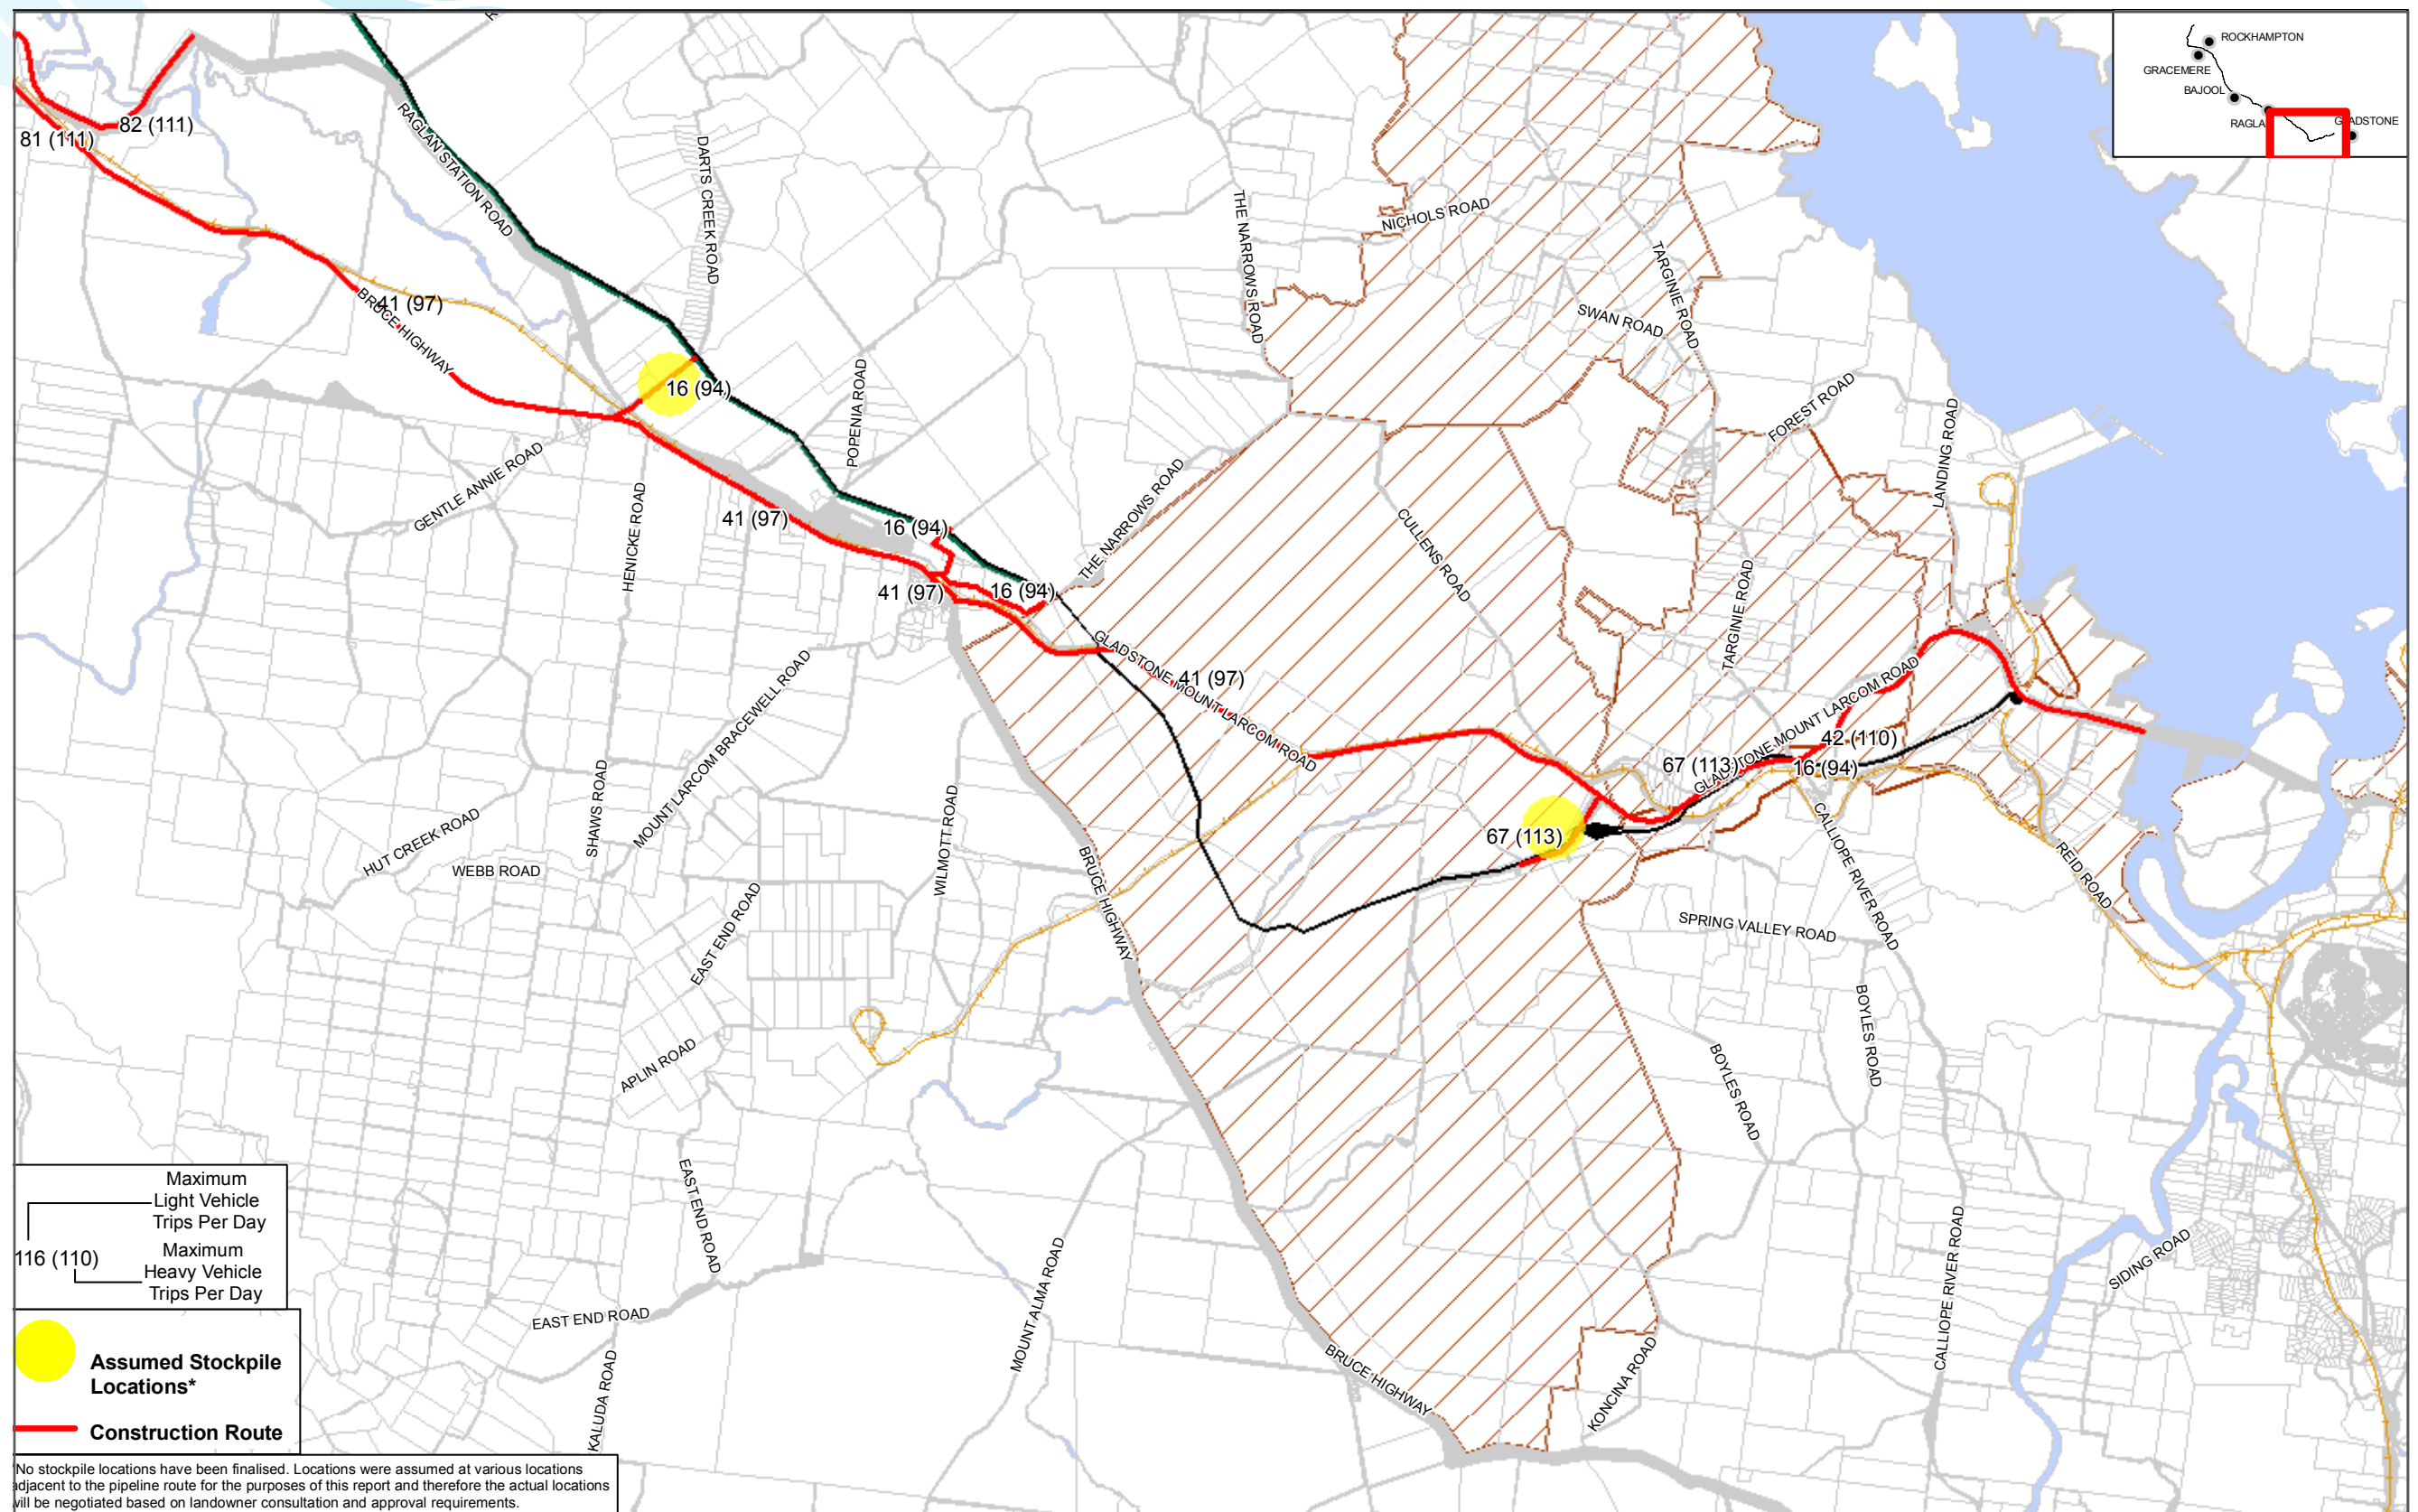 ROCKHAMPTON
GRACEMERE
BAJOOL
RAGLA
GLADSTONE
82 (111)
81 (111)
RAGLAN STATION ROAD
DARTS CREEK ROAD
THE NARROWS ROAD
NICHOLS ROAD
TARGINIE ROAD
SWAN ROAD
41 (97)
BRUCE HIGHWAY
16 (94)
POPENIA ROAD
FOREST ROAD
LANDING ROAD
GENTLE ANNIE ROAD
HENICKE ROAD
41 (97)
16 (94)
THE NARROWS ROAD
CULLENS ROAD
41 (97)
16 (94)
TARGINIE ROAD
GLADSTONE MOUNT LARCOM ROAD
41 (97)
MOUNT LARCOM BRACEWELL ROAD
GLADSTONE MOUNT LARCOM ROAD
42 (110)
67 (113)
16 (94)
SHAWS ROAD
HUT CREEK ROAD
WEBB ROAD
WILMOTT ROAD
67 (113)
CALLIOPE RIVER ROAD
REID ROAD
BRUCE HIGHWAY
EAST END ROAD
SPRING VALLEY ROAD
BOYLES ROAD
APLIN ROAD
BOYLES ROAD
EAST END ROAD
MOUNT ALMA ROAD
CALLIOPE RIVER ROAD
SIDING ROAD
EAST END ROAD
KALUDA ROAD
BRUCE HIGHWAY
KONCINA ROAD
Maximum
Light Vehicle
Trips Per Day
116 (110)
Maximum
Heavy Vehicle
Trips Per Day
Assumed Stockpile
Locations*
Construction Route
*No stockpile locations have been finalised. Locations were assumed at various locations
adjacent to the pipeline route for the purposes of this report and therefore the actual locations
will be negotiated based on landowner consultation and approval requirements.